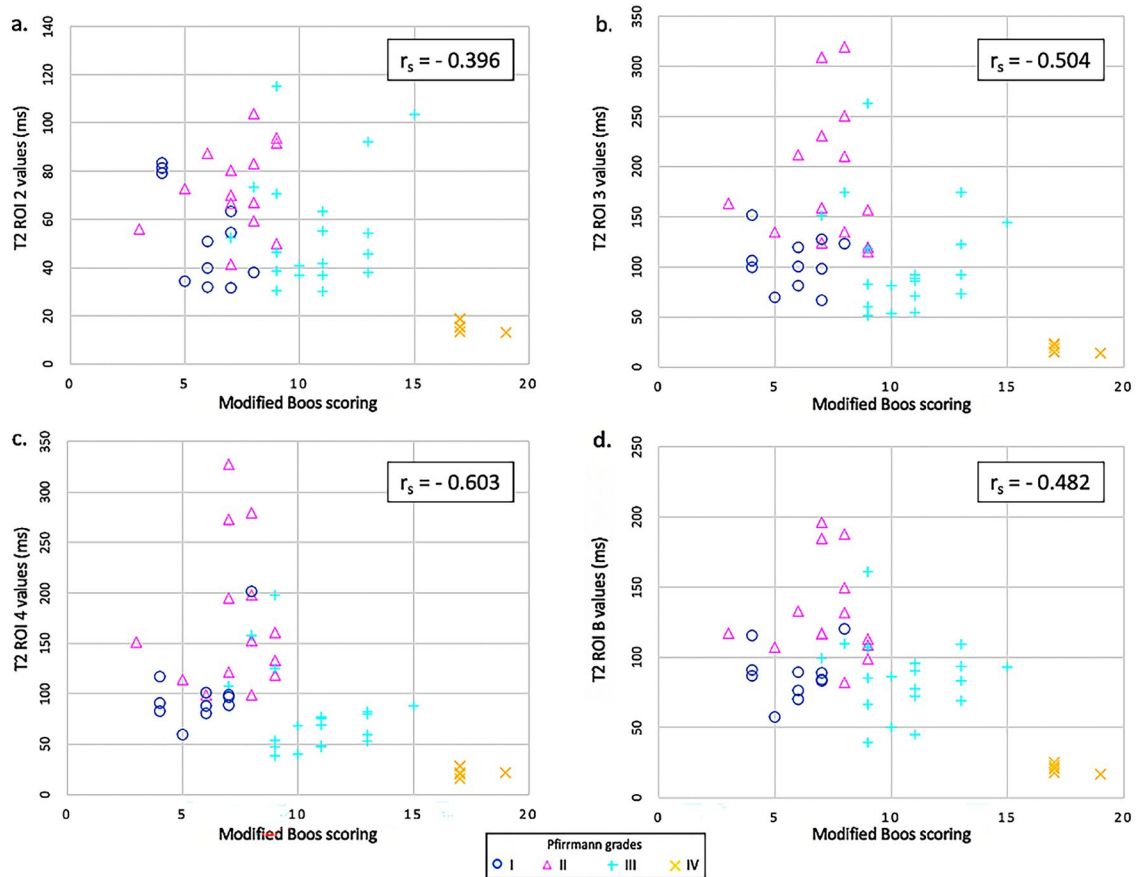 a.
r_s = - 0.396
T2 ROI 2 values (ms)
140
120
100
80
60
40
20
0
0 5 10 15 20
Modified Boos scoring
b.
r_s = - 0.504
T2 ROI 3 values (ms)
350
300
250
200
150
100
50
0
0 5 10 15 20
Modified Boos scoring
c.
r_s = - 0.603
T2 ROI 4 values (ms)
350
300
250
200
150
100
50
0
0 5 10 15 20
Modified Boos scoring
d.
r_s = - 0.482
T2 ROI B values (ms)
250
200
150
100
50
0
0 5 10 15 20
Modified Boos scoring
Pfirrmann grades
I II III IV